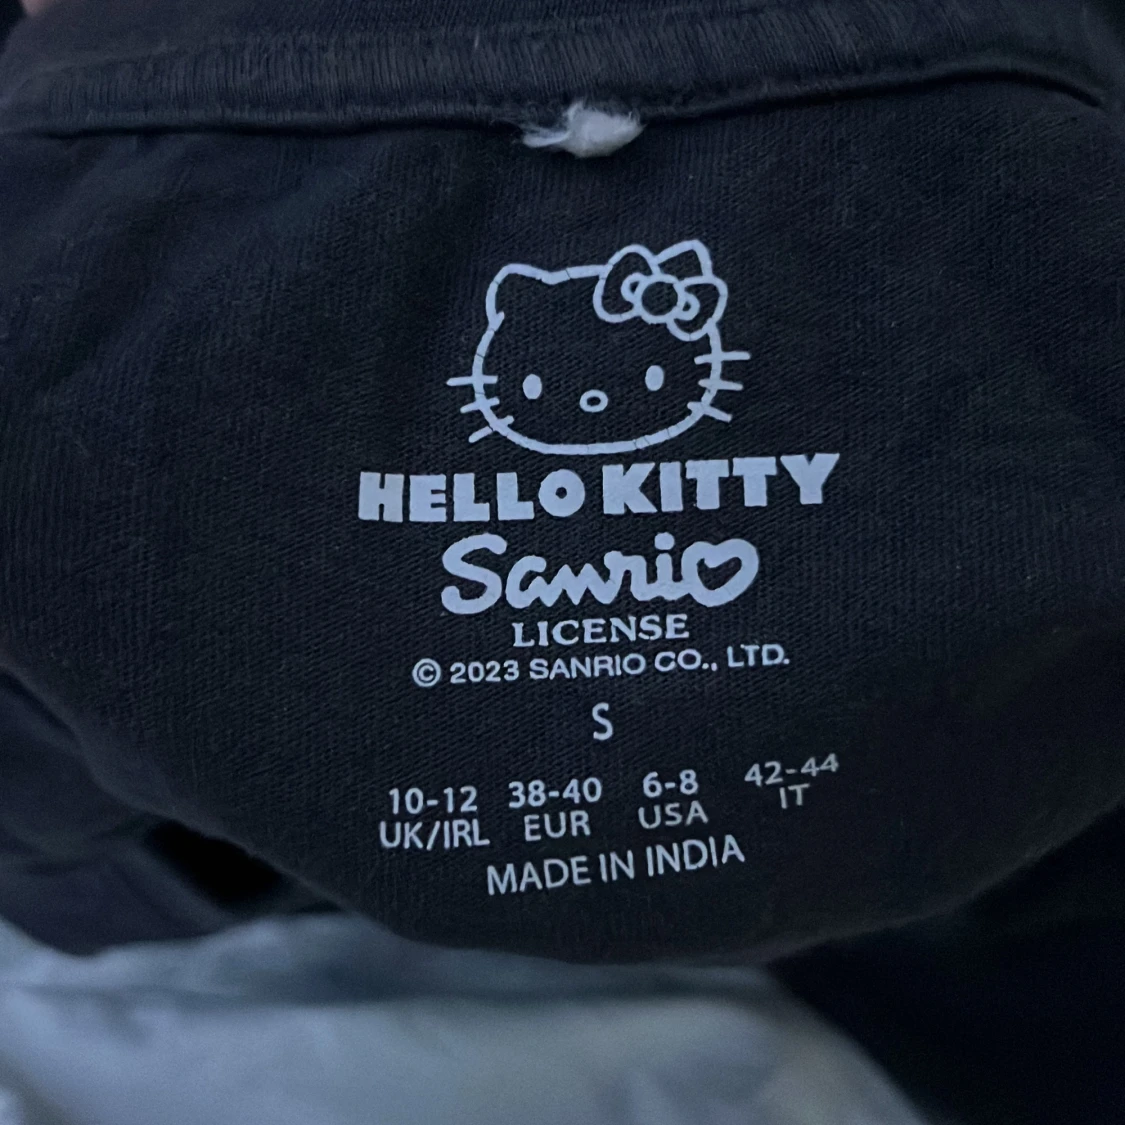 HELLO KITTY
Sanrio
LICENSE
© 2023 SANRIO CO., LTD.
S
10-12 38-40 6-8 42-44
UK/IRL EUR USA IT
MADE IN INDIA